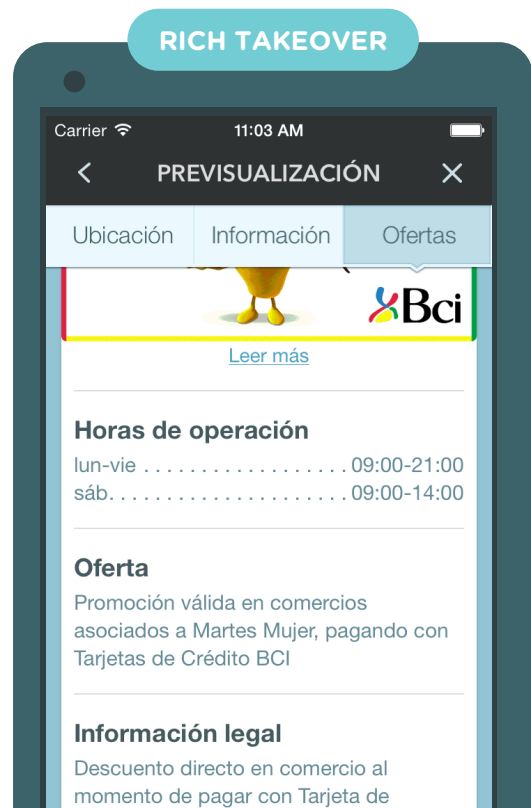 RICH TAKEOVER
Carrier 11:03 AM
PREVISUALIZACIÓN
Ubicación Información Ofertas
Bci
Leer más
Horas de operación
lun-vie . . . . . . . . . . . . . . . . . . 09:00-21:00
sáb. . . . . . . . . . . . . . . . . . . . . 09:00-14:00
Oferta
Promoción válida en comercios
asociados a Martes Mujer, pagando con
Tarjetas de Crédito BCI
Información legal
Descuento directo en comercio al
momento de pagar con Tarjeta de